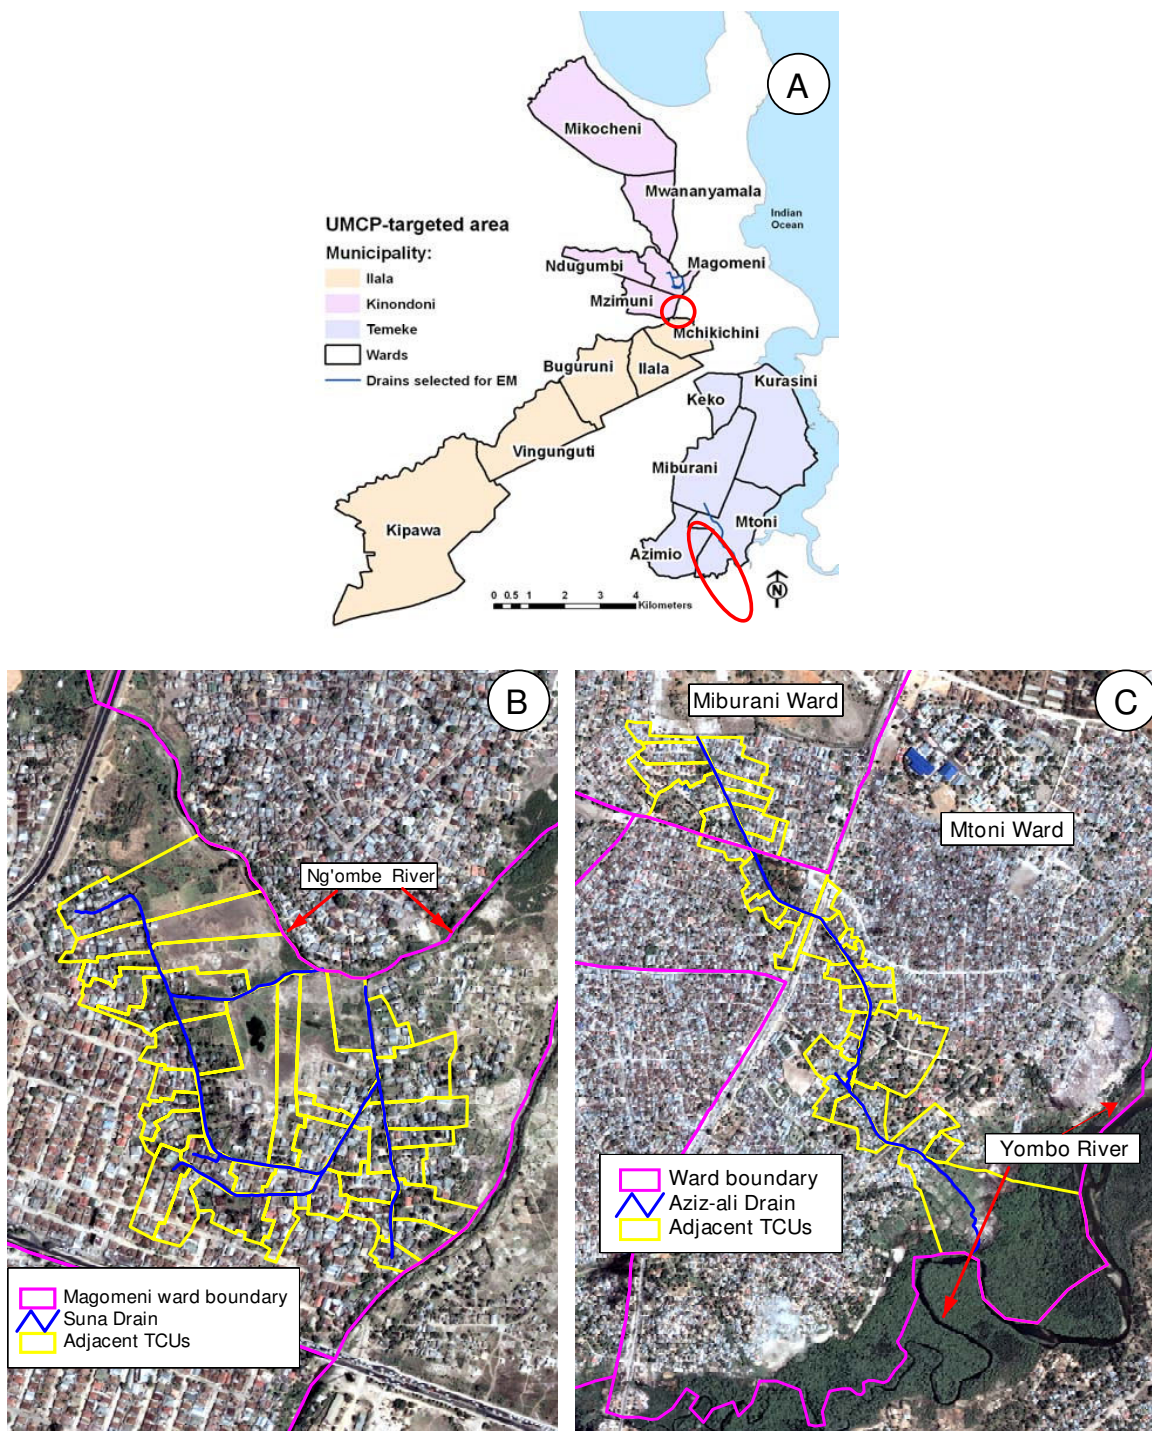 A
Mikocheni
Mwananyamala
Indian
Ocean
UMCP-targeted area
Municipality:
Ilala
Kinondoni
Temeke
Wards
Drains selected for EM
Ndugumbi
Magomeni
Mzimuni
Mchikichini
Buguruni
Ilala
Kurasini
Keko
Vingunguti
Miburani
Kipawa
Mtoni
Azimio
0 0.5 1 2 3 4
Kilometers
N
B
Ng'ombe River
Magomeni ward boundary
Suna Drain
Adjacent TCUs
C
Miburani Ward
Mtoni Ward
Yombo River
Ward boundary
Aziz-ali Drain
Adjacent TCUs